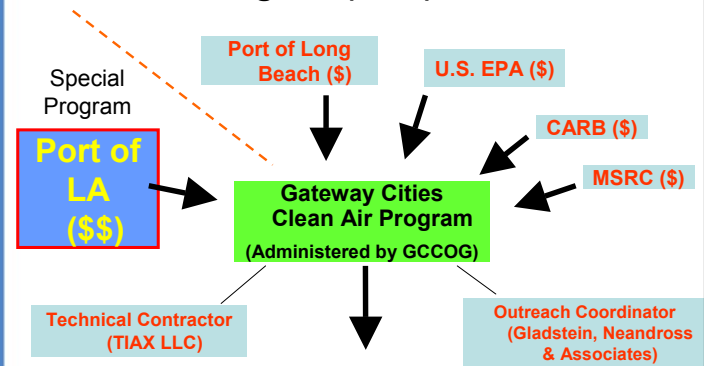 Special
Program
Port of
LA
($$)
Port of Long
Beach ($)
U.S. EPA ($)
CARB ($)
MSRC ($)
Gateway Cities
Clean Air Program
(Administered by GCCOG)
Technical Contractor
(TIAX LLC)
Outreach Coordinator
(Gladstein, Neandross
& Associates)